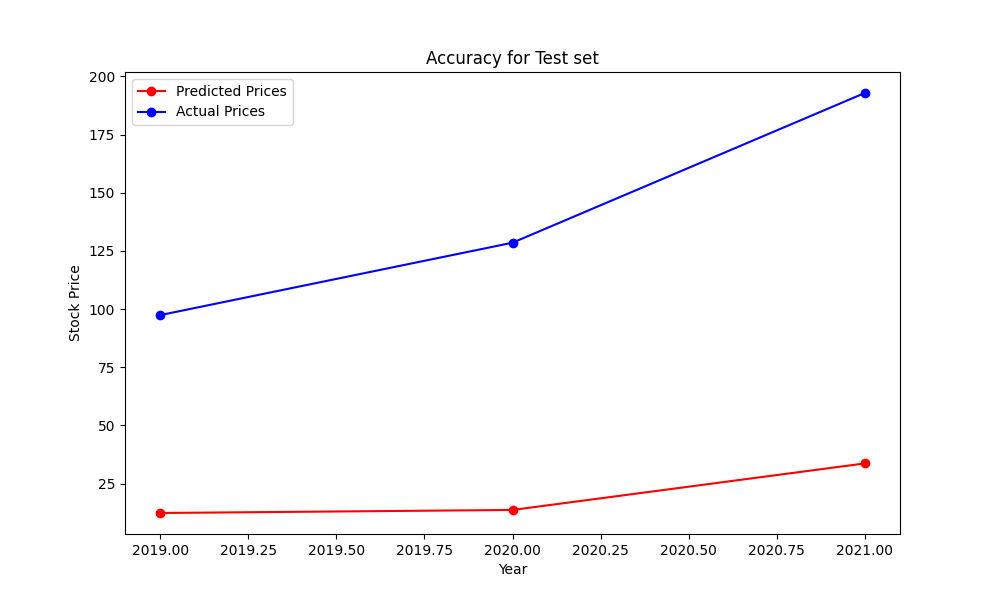 Accuracy for Test set
Predicted Prices
Actual Prices
200
175
150
125
100
75
50
25
Stock Price
2019.00 2019.25 2019.50 2019.75 2020.00 2020.25 2020.50 2020.75 2021.00
Year